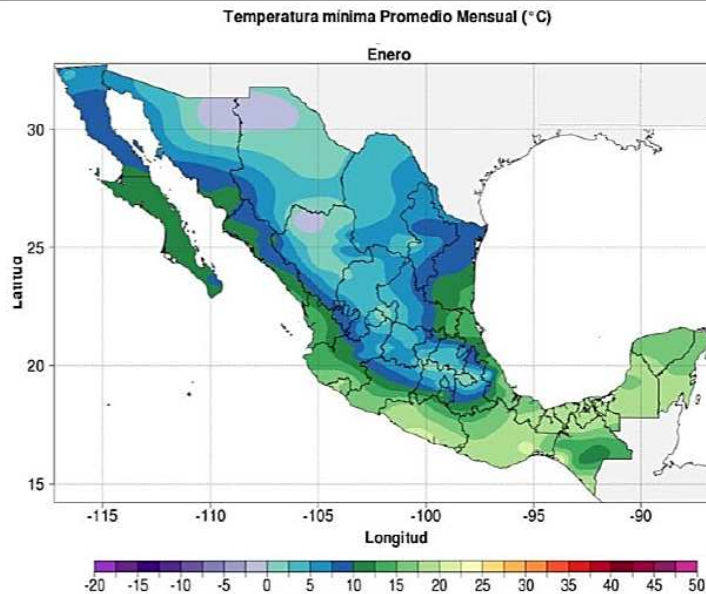 Temperatura mínima Promedio Mensual (°C)
Enero
30
25
20
15
Latitud
-115 -110 -105 -100 -95 -90
Longitud
-20 -15 -10 -5 0 5 10 15 20 25 30 35 40 45 50